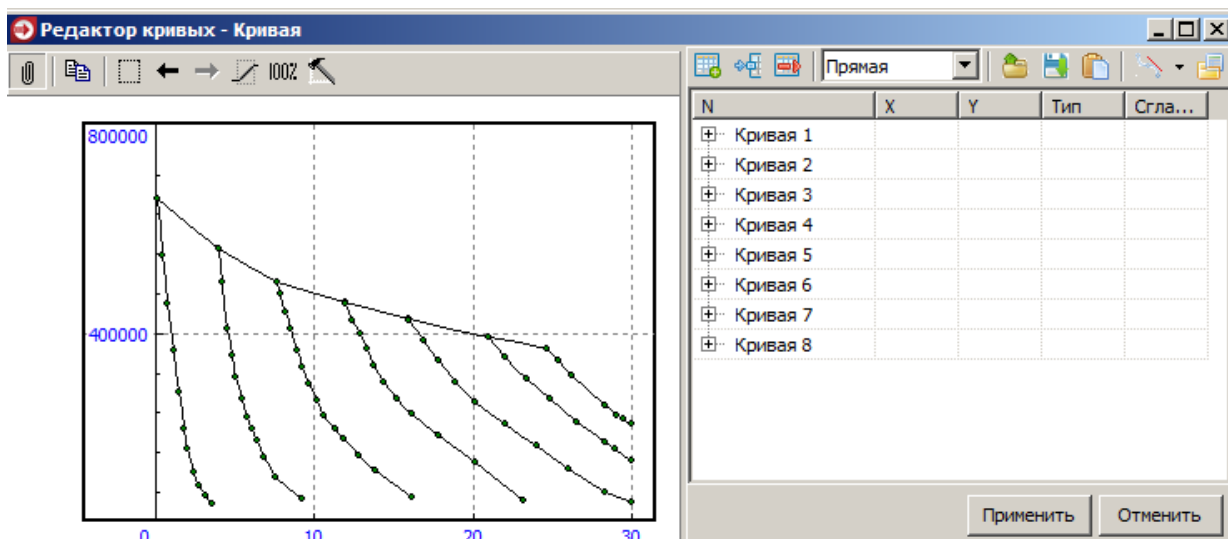 Редактор кривых - Кривая
100%
Прямая
N X Y Тип Сгла...
Кривая 1
Кривая 2
Кривая 3
Кривая 4
Кривая 5
Кривая 6
Кривая 7
Кривая 8
800000
400000
0 10 20 30
Применить Отменить